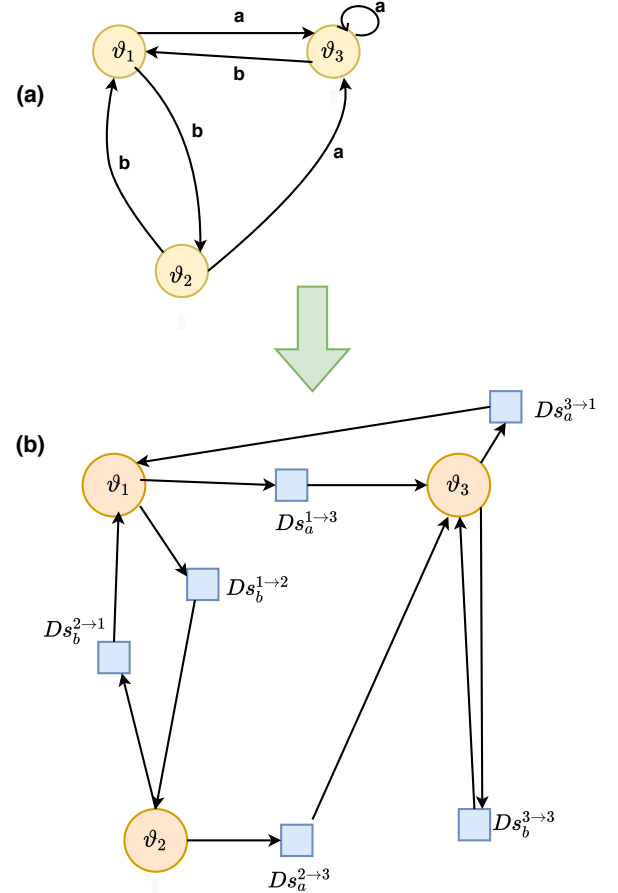 a
a
ϑ₁
ϑ₃
b
(a)
b
b
a
ϑ₂
Ds_a^{3→1}
(b)
ϑ₁
ϑ₃
Ds_a^{1→3}
Ds_b^{1→2}
Ds_b^{2→1}
Ds_b^{3→3}
ϑ₂
Ds_a^{2→3}